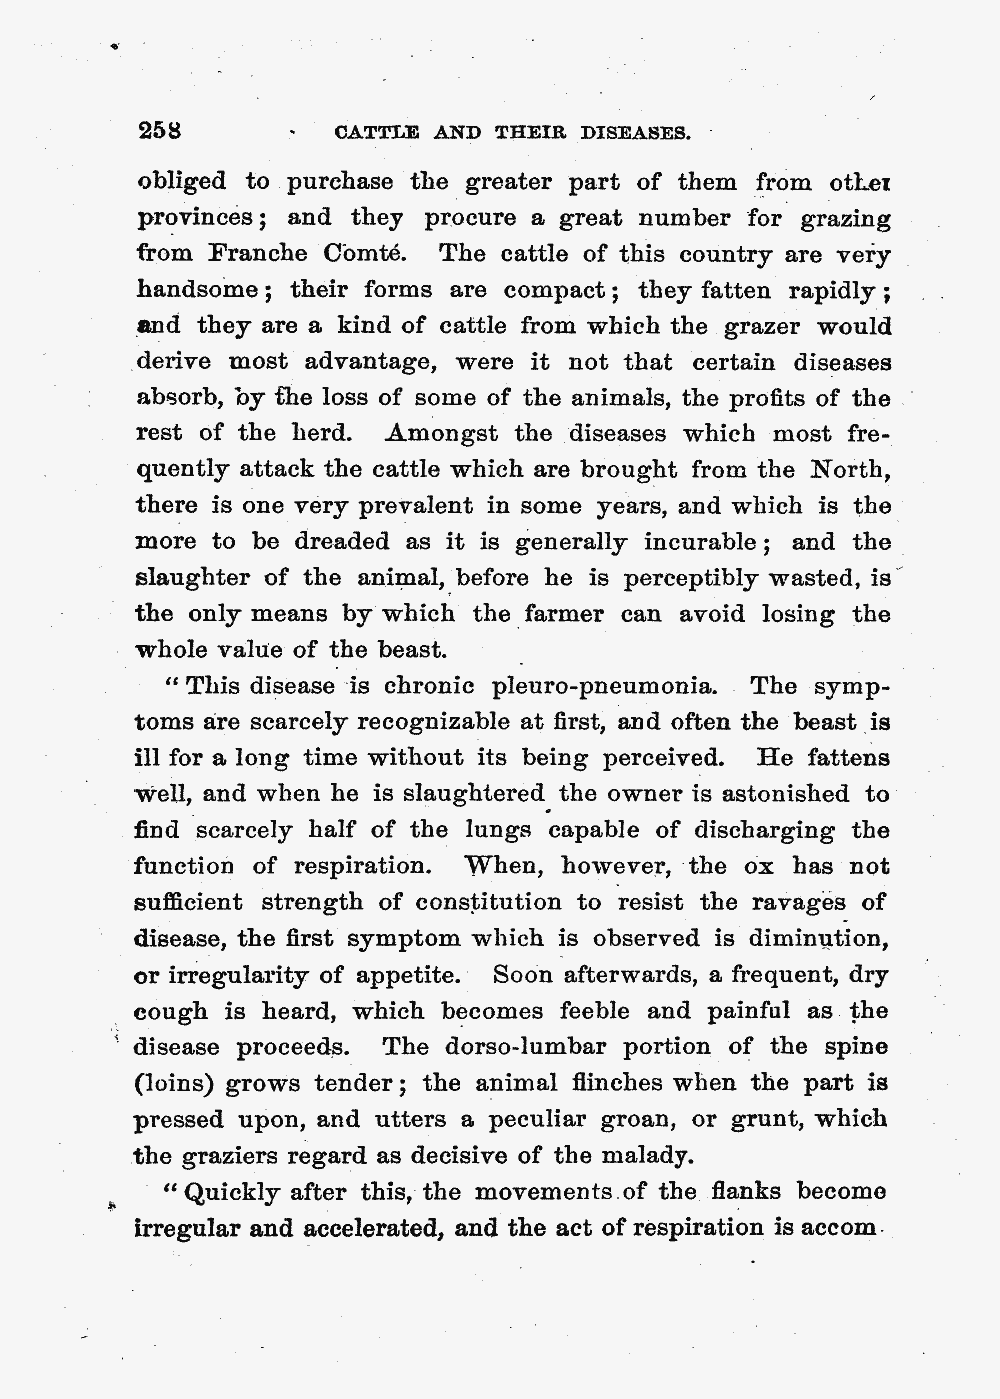 258 CATTLE AND THEIR DISEASES.
obliged to purchase the greater part of them from other
provinces; and they procure a great number for grazing
from Franche Comté. The cattle of this country are very
handsome; their forms are compact; they fatten rapidly;
and they are a kind of cattle from which the grazer would
derive most advantage, were it not that certain diseases
absorb, by the loss of some of the animals, the profits of the
rest of the herd. Amongst the diseases which most fre-
quently attack the cattle which are brought from the North,
there is one very prevalent in some years, and which is the
more to be dreaded as it is generally incurable; and the
slaughter of the animal, before he is perceptibly wasted, is
the only means by which the farmer can avoid losing the
whole value of the beast.
“This disease is chronic pleuro-pneumonia. The symp-
toms are scarcely recognizable at first, and often the beast is
ill for a long time without its being perceived. He fattens
well, and when he is slaughtered the owner is astonished to
find scarcely half of the lungs capable of discharging the
function of respiration. When, however, the ox has not
sufficient strength of constitution to resist the ravages of
disease, the first symptom which is observed is diminution,
or irregularity of appetite. Soon afterwards, a frequent, dry
cough is heard, which becomes feeble and painful as the
disease proceeds. The dorso-lumbar portion of the spine
(loins) grows tender; the animal flinches when the part is
pressed upon, and utters a peculiar groan, or grunt, which
the graziers regard as decisive of the malady.
“Quickly after this, the movements of the flanks become
irregular and accelerated, and the act of respiration is accom-